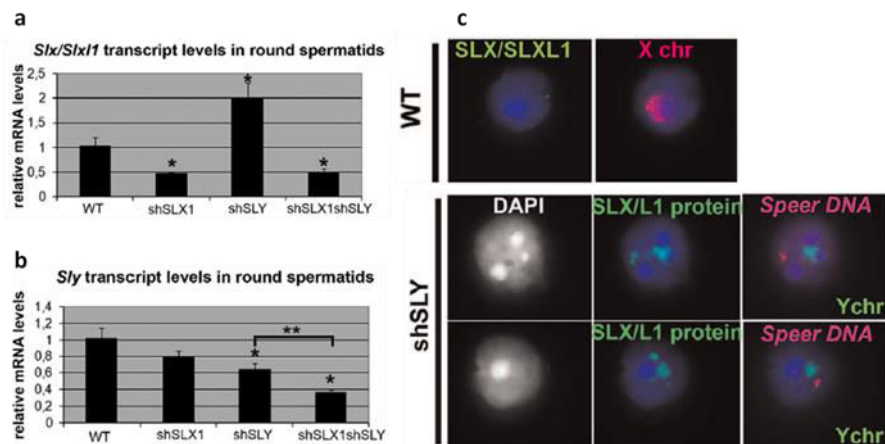 a
Slx/Slxl1 transcript levels in round spermatids
relative mRNA levels
2,5
2
1,5
1
0,5
0
*
*
*
WT
shSLX1
shSLY
shSLX1shSLY
b
Sly transcript levels in round spermatids
relative mRNA levels
1,4
1,2
1
0,8
0,6
0,4
0,2
0
**
*
*
WT
shSLX1
shSLY
shSLX1shSLY
c
WT
SLX/SLXL1
X chr
shSLY
DAPI
SLX/L1 protein
Speer DNA
Ychr
SLX/L1 protein
Speer DNA
Ychr